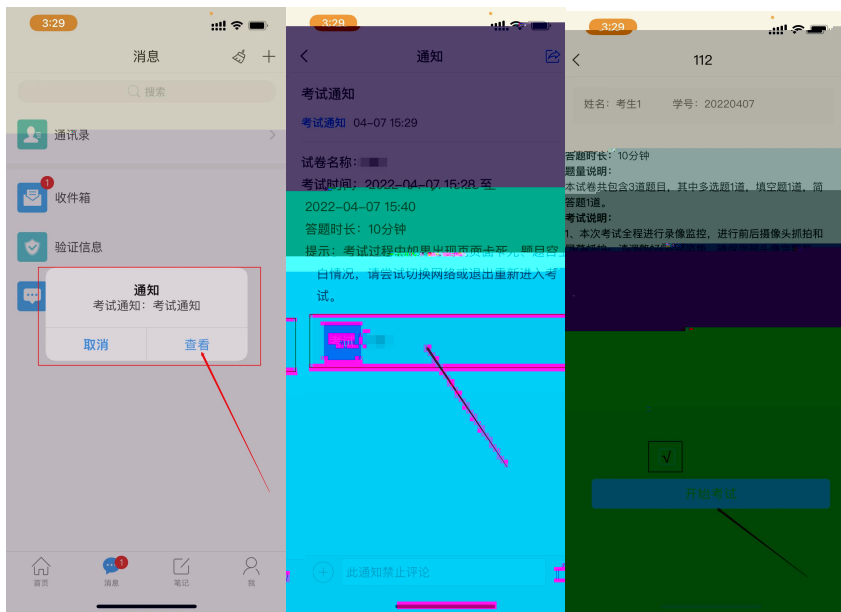 3:29
消息
搜索
通讯录
1
收件箱
验证信息
通知
考试通知：考试通知
取消
查看
首页
1
消息
笔记
我
3:29
通知
考试通知
考试通知 04-07 15:29
试卷名称：
考试时间：2022-04-07 15:28 至
2022-04-07 15:40
答题时长：10分钟
提示：考试过程中如果出现页面卡死、题目空
白情况，请尝试切换网络或退出重新进入考
试。
考试
此通知禁止评论
3:29
112
姓名：考生1 学号：20220407
答题时长：10分钟
题量说明：
本试卷共包含3道题目，其中多选题1道，填空题1道，简
答题1道。
考试说明：
1、本次考试全程进行录像监控，进行前后摄像头抓拍和
√
开始考试